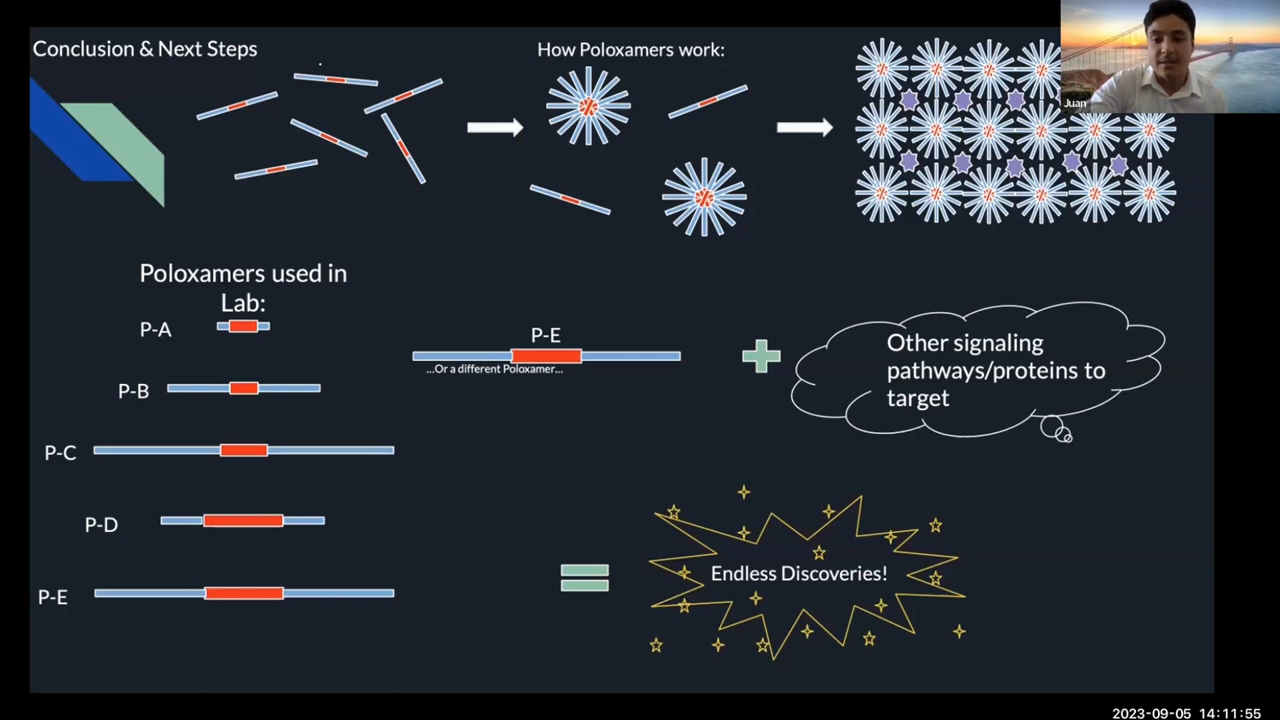 Conclusion & Next Steps
How Poloxamers work:
Juan
Poloxamers used in
Lab:
P-A
P-B
P-C
P-D
P-E
P-E
...Or a different Poloxamer...
Other signaling
pathways/proteins to
target
Endless Discoveries!
2023-09-05 14:11:55